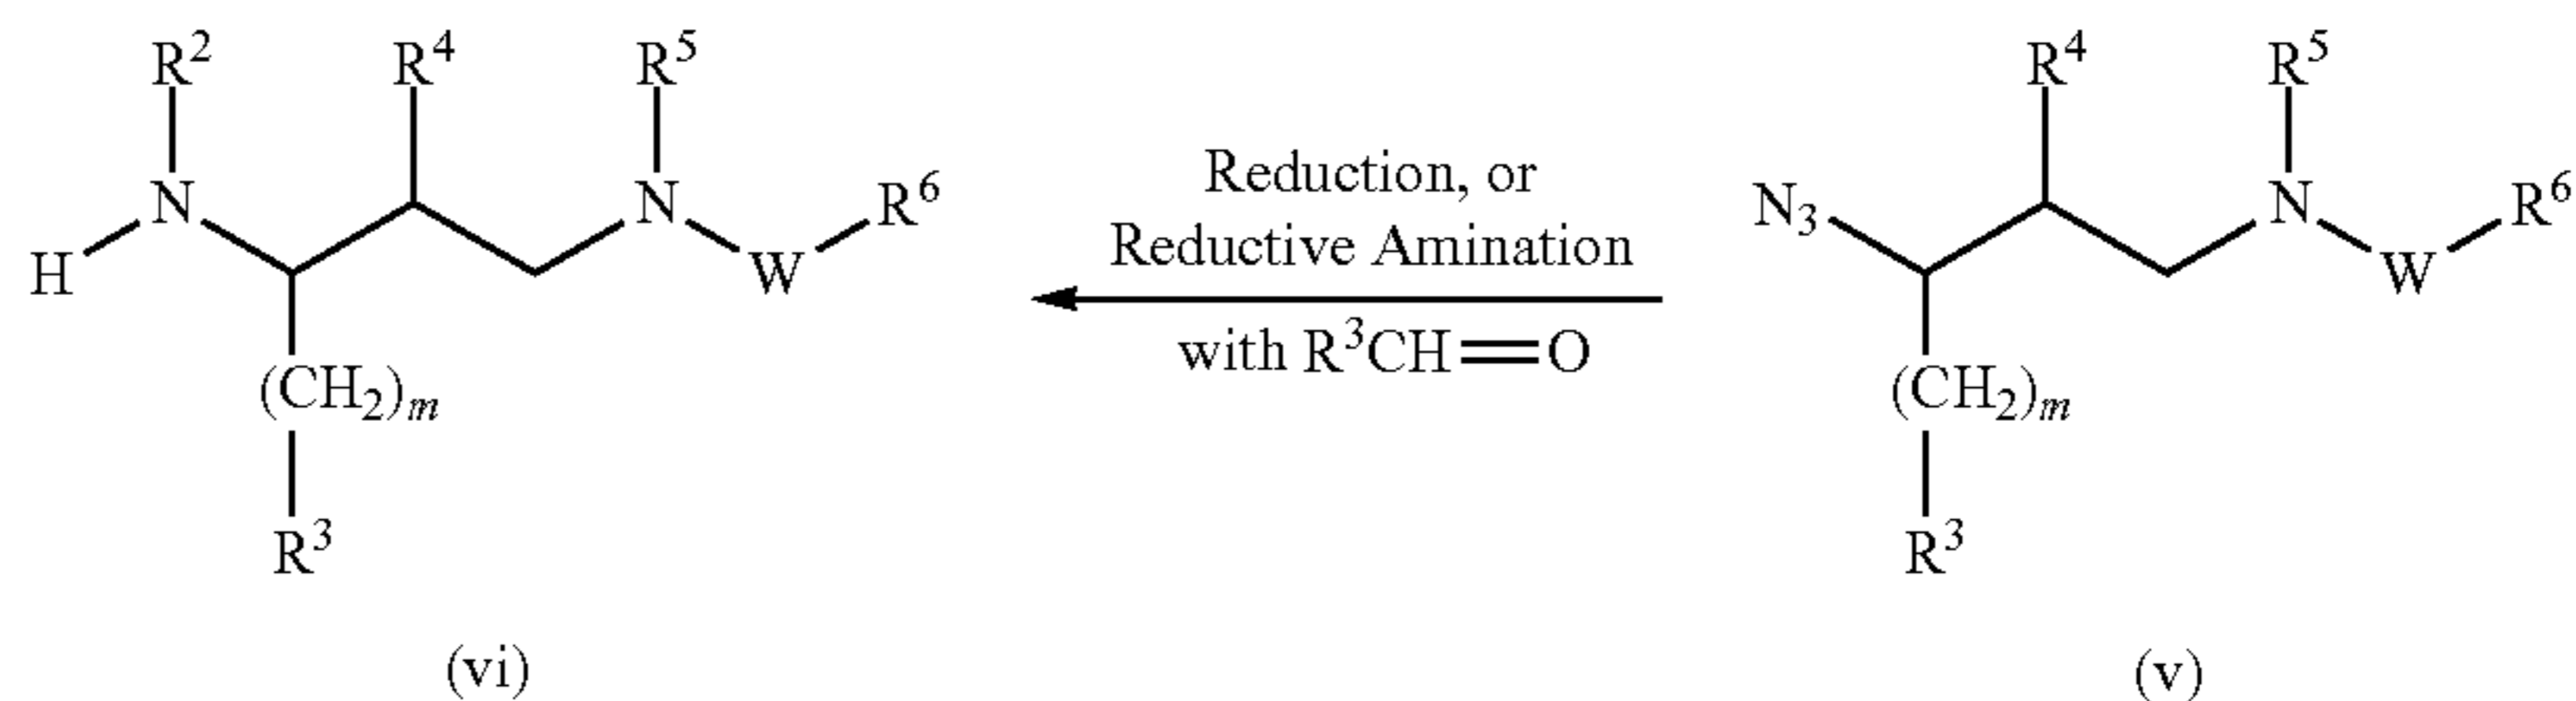 R² R⁴ R⁵ R⁴ R⁵
Reduction, or
N N R⁶ N₃ N R⁶
Reductive Amination
H W W
with R³CH=O
(CH₂)ₘ (CH₂)ₘ
R³ R³
(vi) (v)